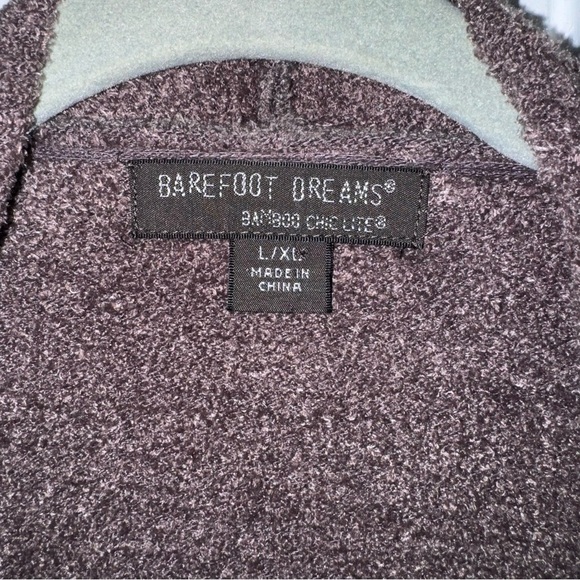 BAREFOOT DREAMS®
BAMBOO CHIC LITE®
L/XL
MADE IN
CHINA